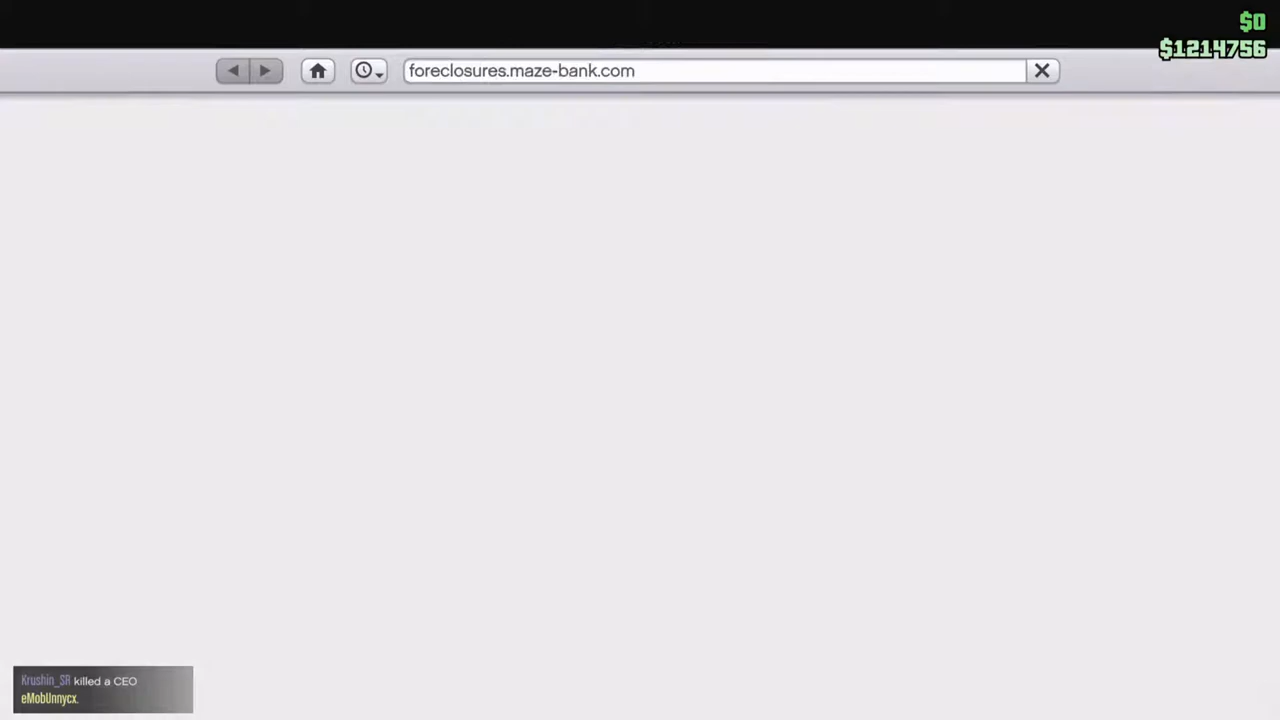 $0
$1214756
foreclosures.maze-bank.com
Krushin_SR killed a CEO
eMobUnnycx.